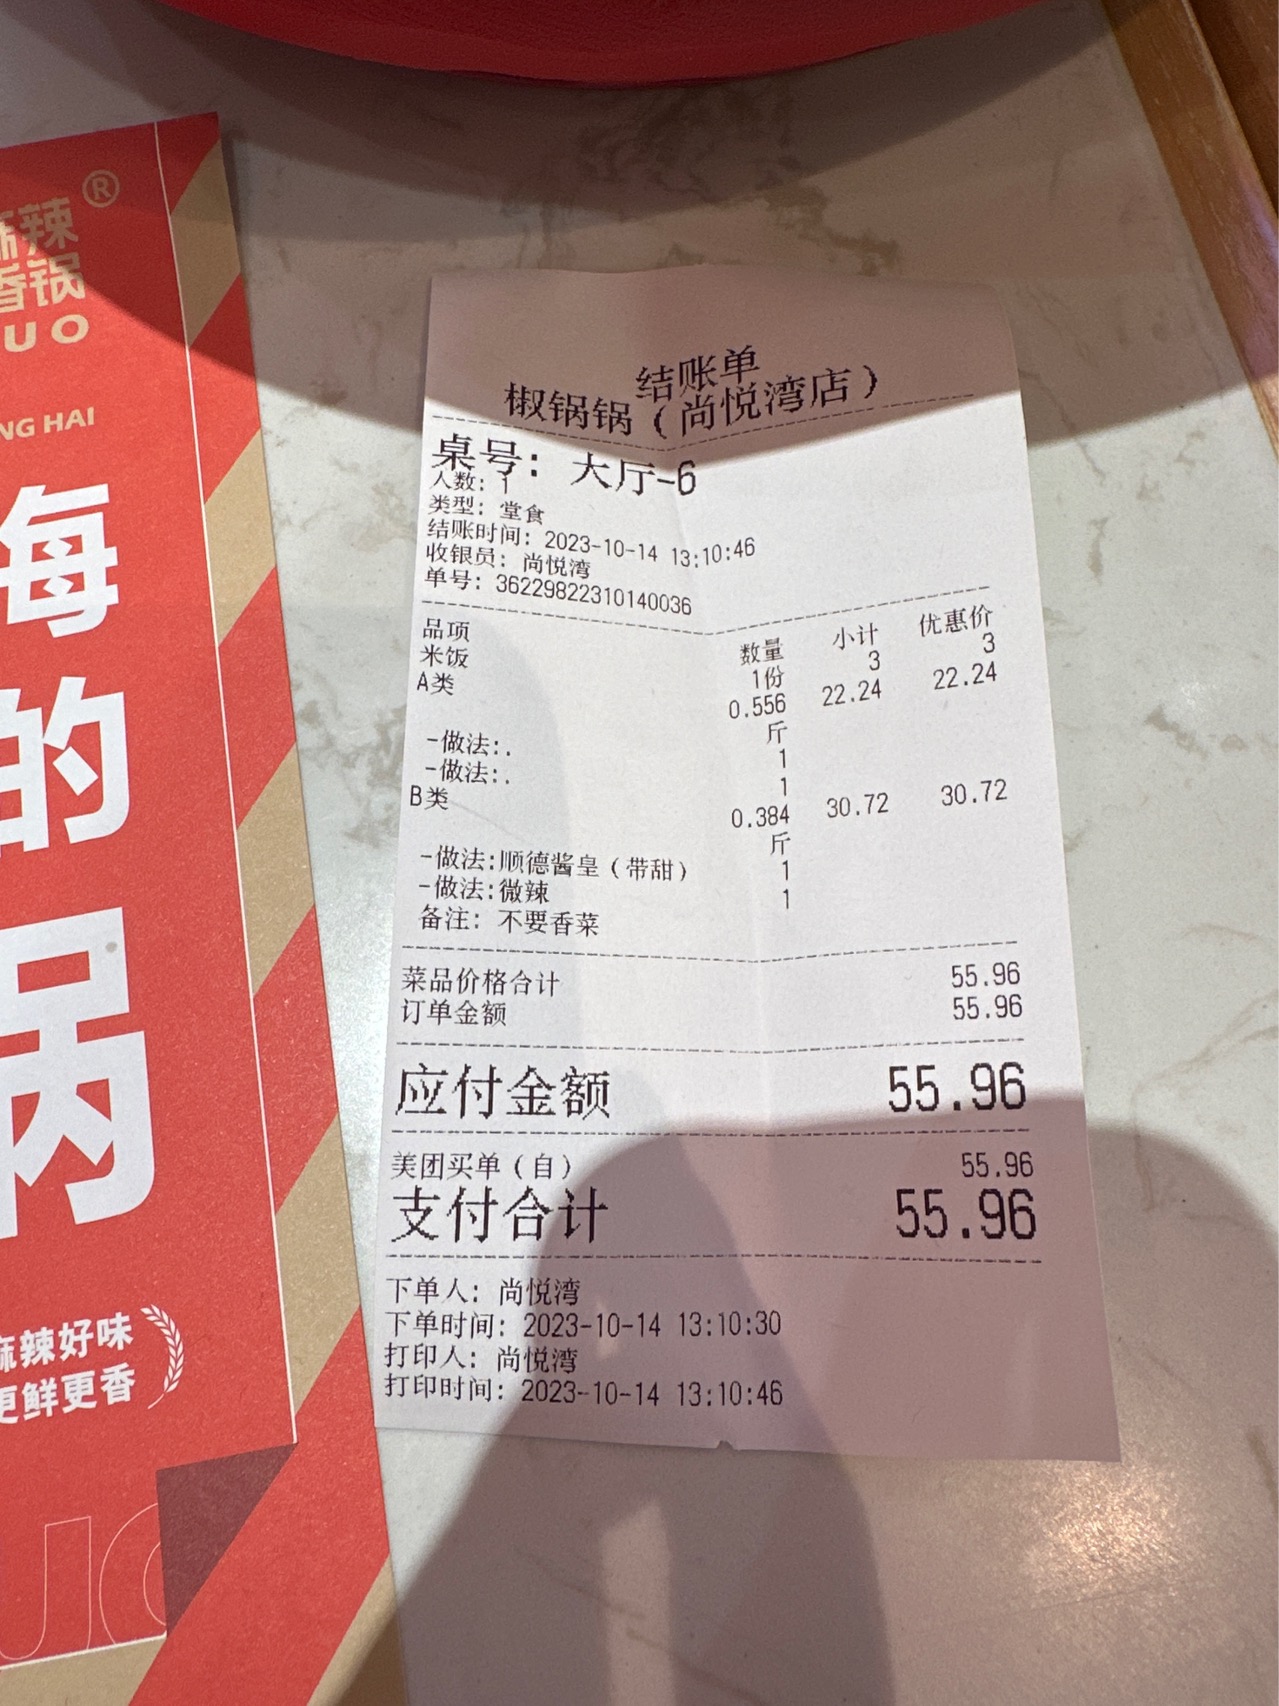 辣®
香锅
UO
NG HAI
海
的
锅
麻辣好味
更鲜更香
结账单
椒锅锅（尚悦湾店）
桌号：大厅-6
人数：1
类型：堂食
结账时间：2023-10-14 13:10:46
收银员：尚悦湾
单号：36229822310140036
品项 数量 小计 优惠价
米饭 1份 3 3
A类 0.556 22.24 22.24
斤
-做法:. 1
-做法:. 1
B类 0.384 30.72 30.72
斤
-做法:顺德酱皇（带甜） 1
-做法:微辣 1
备注：不要香菜
菜品价格合计 55.96
订单金额 55.96
应付金额 55.96
美团买单（自） 55.96
支付合计 55.96
下单人：尚悦湾
下单时间：2023-10-14 13:10:30
打印人：尚悦湾
打印时间：2023-10-14 13:10:46